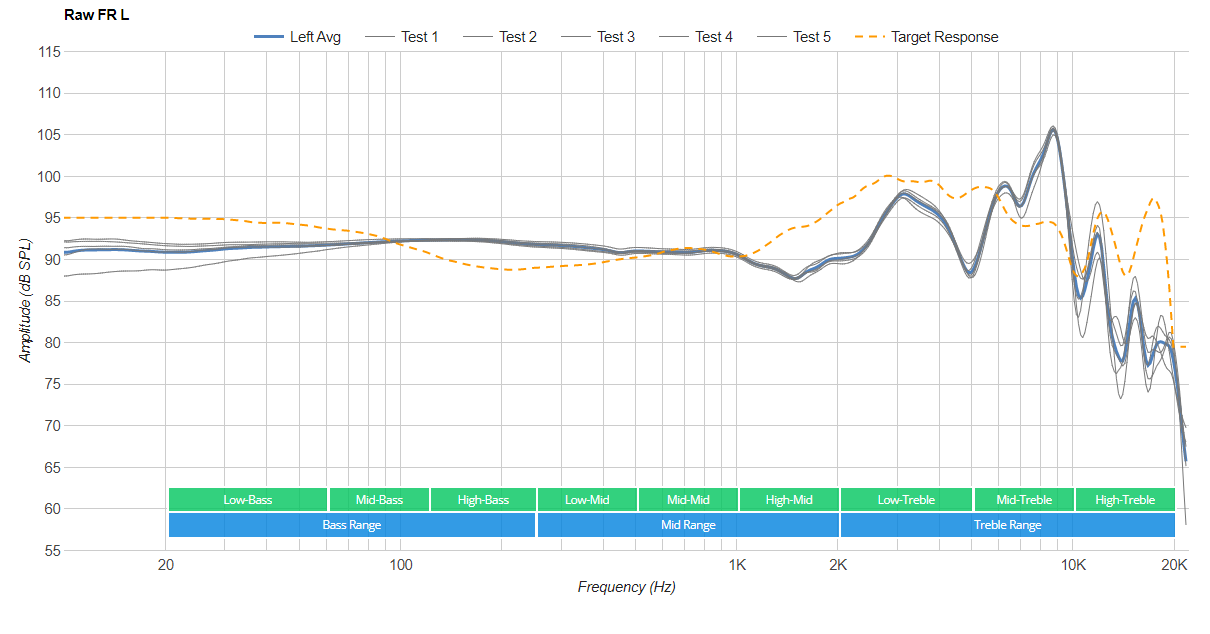 Raw FR L
Left Avg Test 1 Test 2 Test 3 Test 4 Test 5 Target Response
115
110
105
100
95
90
85
80
75
70
65
60
55
Amplitude (dB SPL)
Low-Bass Mid-Bass High-Bass Low-Mid Mid-Mid High-Mid Low-Treble Mid-Treble High-Treble
Bass Range Mid Range Treble Range
20 100 1K 2K 10K 20K
Frequency (Hz)